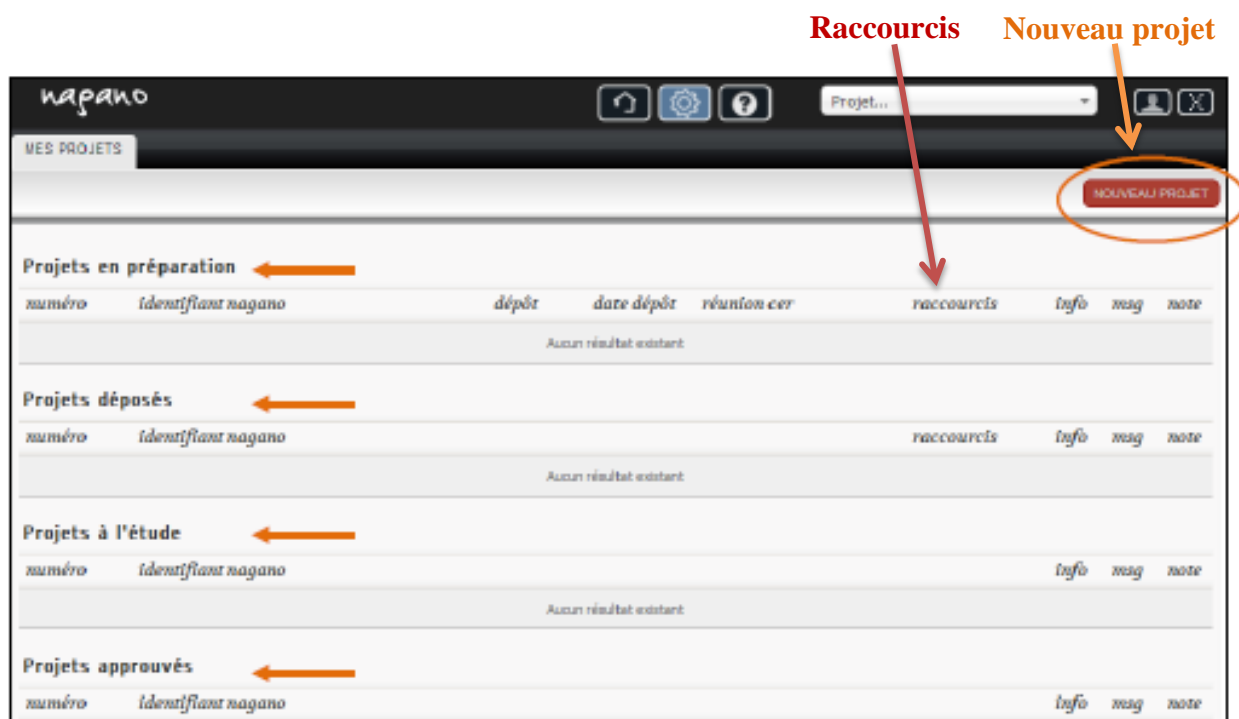 Raccourcis Nouveau projet
nagano Projet...
MES PROJETS
NOUVEAU PROJET
Projets en préparation
numéro identifiant nagano dépôt date dépôt réunion cer raccourcis info msg note
Aucun résultat existant
Projets déposés
numéro identifiant nagano raccourcis info msg note
Aucun résultat existant
Projets à l'étude
numéro identifiant nagano info msg note
Aucun résultat existant
Projets approuvés
numéro identifiant nagano info msg note